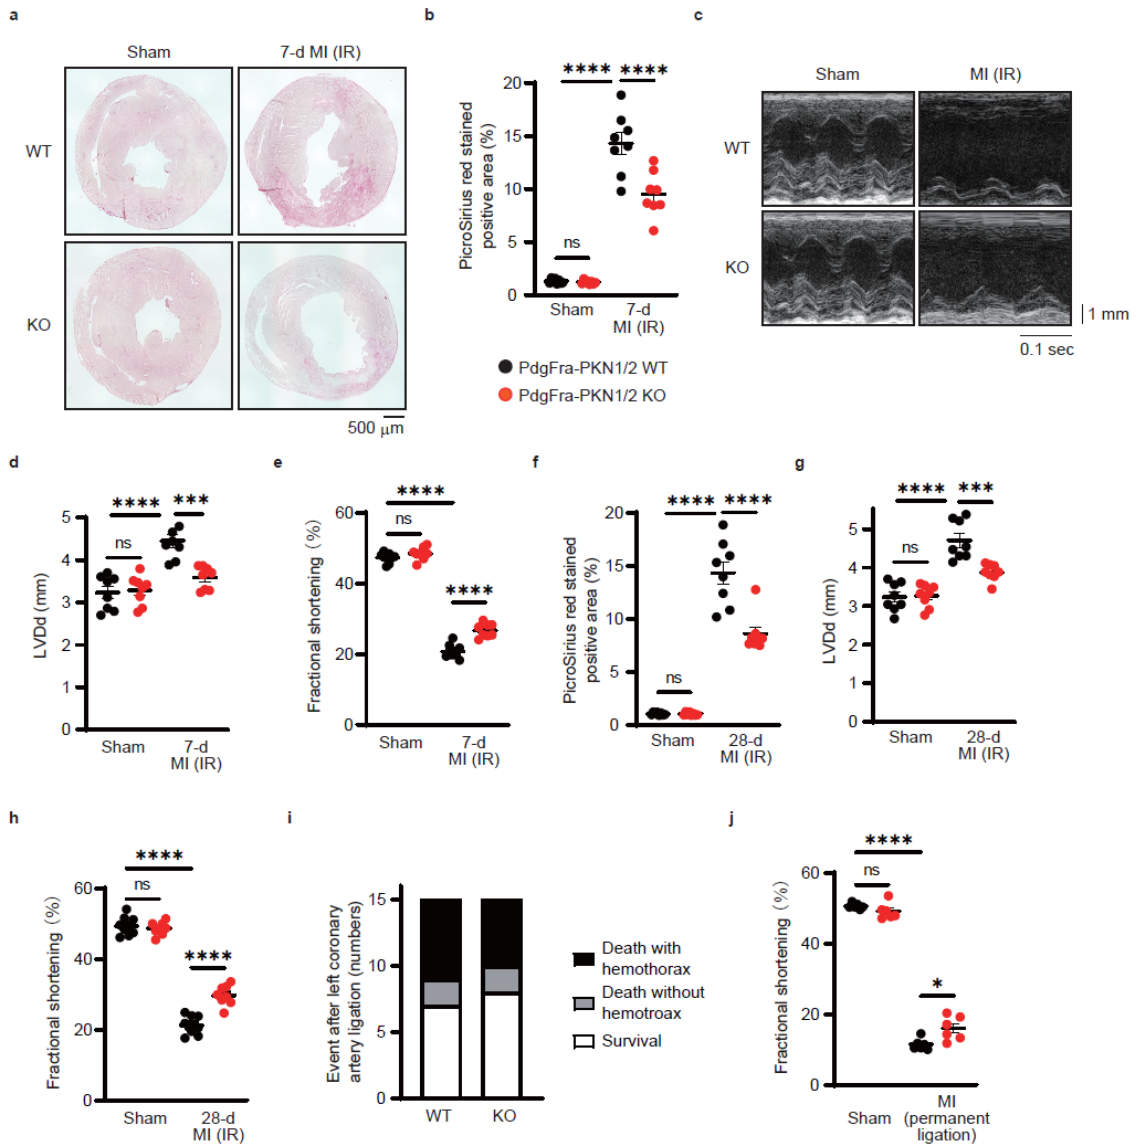 a
Sham
7-d MI (IR)
WT
KO
500 μm
b
PicroSirius red stained
positive area (%)
20
15
10
5
0
****
****
ns
Sham
7-d
MI (IR)
PdgFra-PKN1/2 WT
PdgFra-PKN1/2 KO
c
Sham
MI (IR)
WT
KO
1 mm
0.1 sec
d
LVDd (mm)
5
4
3
2
1
0
****
***
ns
Sham
7-d
MI (IR)
e
Fractional shortening (%)
60
40
20
0
****
ns
****
Sham
7-d
MI (IR)
f
PicroSirius red stained
positive area (%)
20
15
10
5
0
****
****
ns
Sham
28-d
MI (IR)
g
LVDd (mm)
5
4
3
2
1
0
****
***
ns
Sham
28-d
MI (IR)
h
Fractional shortening (%)
60
40
20
0
****
ns
****
Sham
28-d
MI (IR)
i
Event after left coronary
artery ligation (numbers)
15
10
5
0
WT
KO
Death with
hemothorax
Death without
hemotroax
Survival
j
Fractional shortening (%)
60
40
20
0
****
ns
*
Sham
MI
(permanent
ligation)